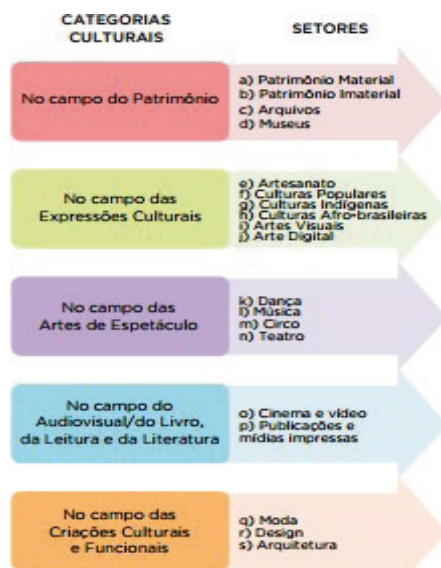 CATEGORIAS
CULTURAIS
SETORES
No campo do Patrimônio
a) Patrimônio Material
b) Patrimônio Imaterial
c) Arquivos
d) Museus
No campo das
Expressões Culturais
e) Artesanato
f) Culturas Populares
g) Culturas Indígenas
h) Culturas Afro-brasileiras
i) Artes Visuais
j) Arte Digital
No campo das
Artes de Espetáculo
k) Dança
l) Música
m) Circo
n) Teatro
No campo do
Audiovisual/do Livro,
da Leitura e da Literatura
o) Cinema e vídeo
p) Publicações e
mídias impressas
No campo das
Criações Culturais
e Funcionais
q) Moda
r) Design
s) Arquitetura